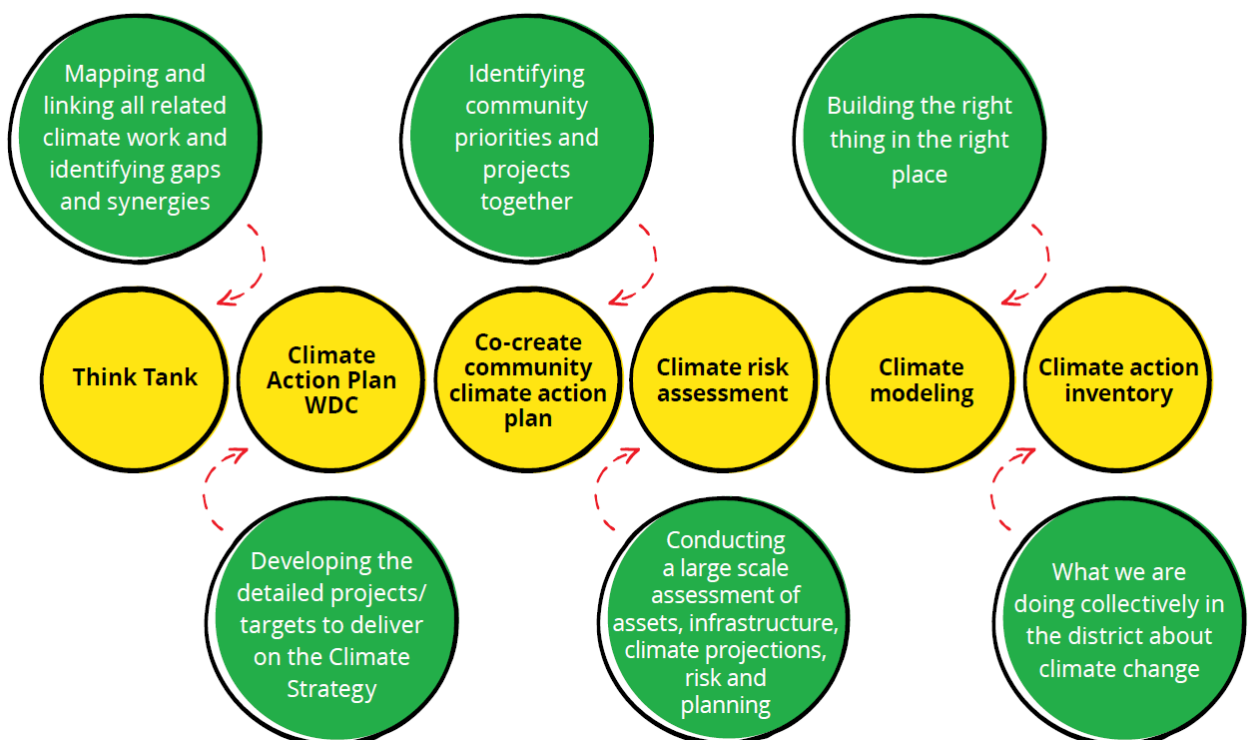 Mapping and
linking all related
climate work and
identifying gaps
and synergies
Identifying
community
priorities and
projects
together
Building the right
thing in the right
place
Think Tank
Climate
Action Plan
WDC
Co-create
community
climate action
plan
Climate risk
assessment
Climate
modeling
Climate action
inventory
Developing the
detailed projects/
targets to deliver
on the Climate
Strategy
Conducting
a large scale
assessment of
assets, infrastructure,
climate projections,
risk and
planning
What we are
doing collectively in
the district about
climate change